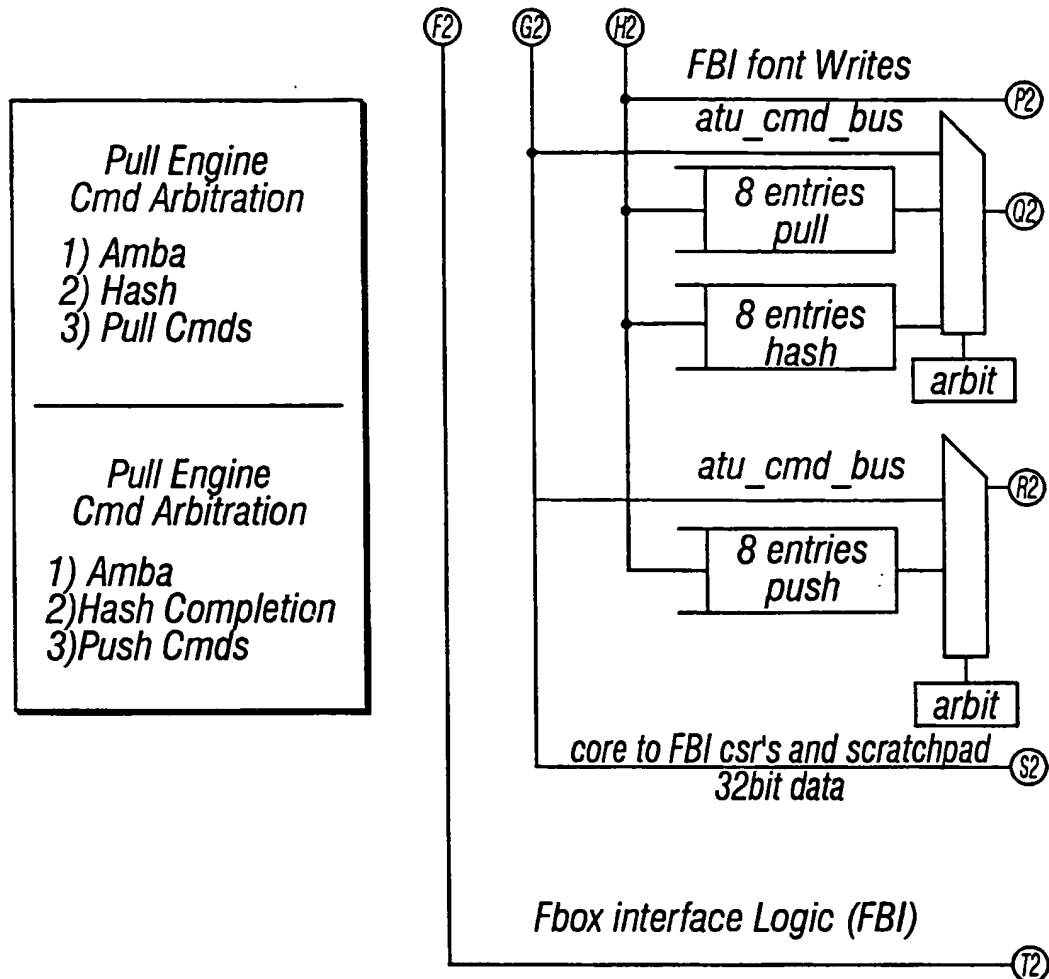 F2 G2 H2
FBI font Writes
P2
atu_cmd_bus
Pull Engine
Cmd Arbitration
1) Amba
2) Hash
3) Pull Cmds
8 entries
pull
Q2
8 entries
hash
arbit
Pull Engine
Cmd Arbitration
1) Amba
2)Hash Completion
3)Push Cmds
atu_cmd_bus
R2
8 entries
push
arbit
core to FBI csr's and scratchpad
32bit data
S2
Fbox interface Logic (FBI)
T2